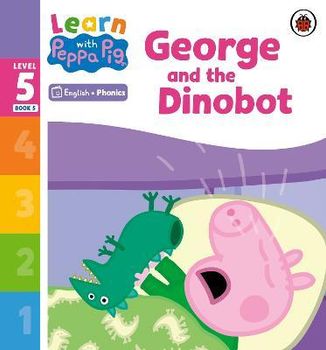 Learn
with
Peppa Pig
LEVEL
5
BOOK 5
English • Phonics
George
and the
Dinobot
4
3
2
1